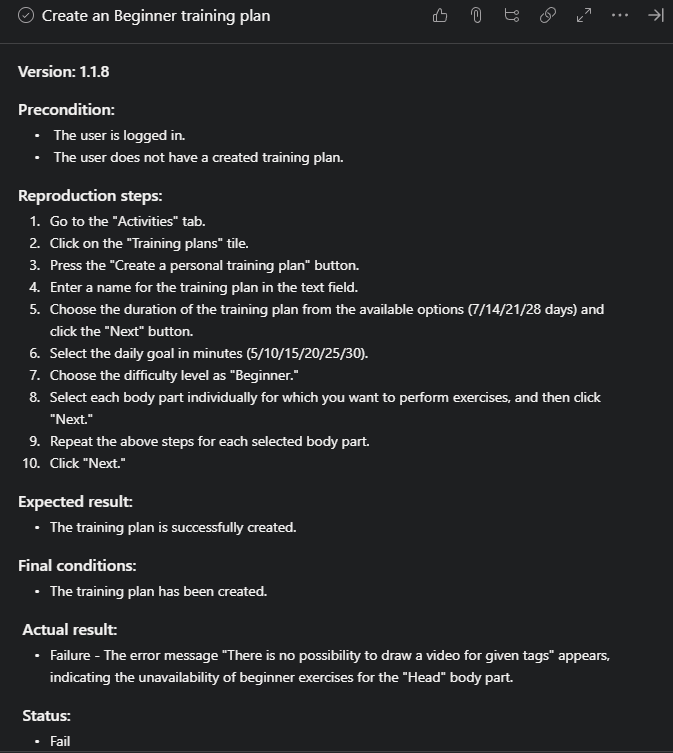 Create an Beginner training plan
Version: 1.1.8
Precondition:
• The user is logged in.
• The user does not have a created training plan.
Reproduction steps:
1. Go to the "Activities" tab.
2. Click on the "Training plans" tile.
3. Press the "Create a personal training plan" button.
4. Enter a name for the training plan in the text field.
5. Choose the duration of the training plan from the available options (7/14/21/28 days) and
click the "Next" button.
6. Select the daily goal in minutes (5/10/15/20/25/30).
7. Choose the difficulty level as "Beginner."
8. Select each body part individually for which you want to perform exercises, and then click
"Next."
9. Repeat the above steps for each selected body part.
10. Click "Next."
Expected result:
• The training plan is successfully created.
Final conditions:
• The training plan has been created.
Actual result:
• Failure - The error message "There is no possibility to draw a video for given tags" appears,
indicating the unavailability of beginner exercises for the "Head" body part.
Status:
• Fail